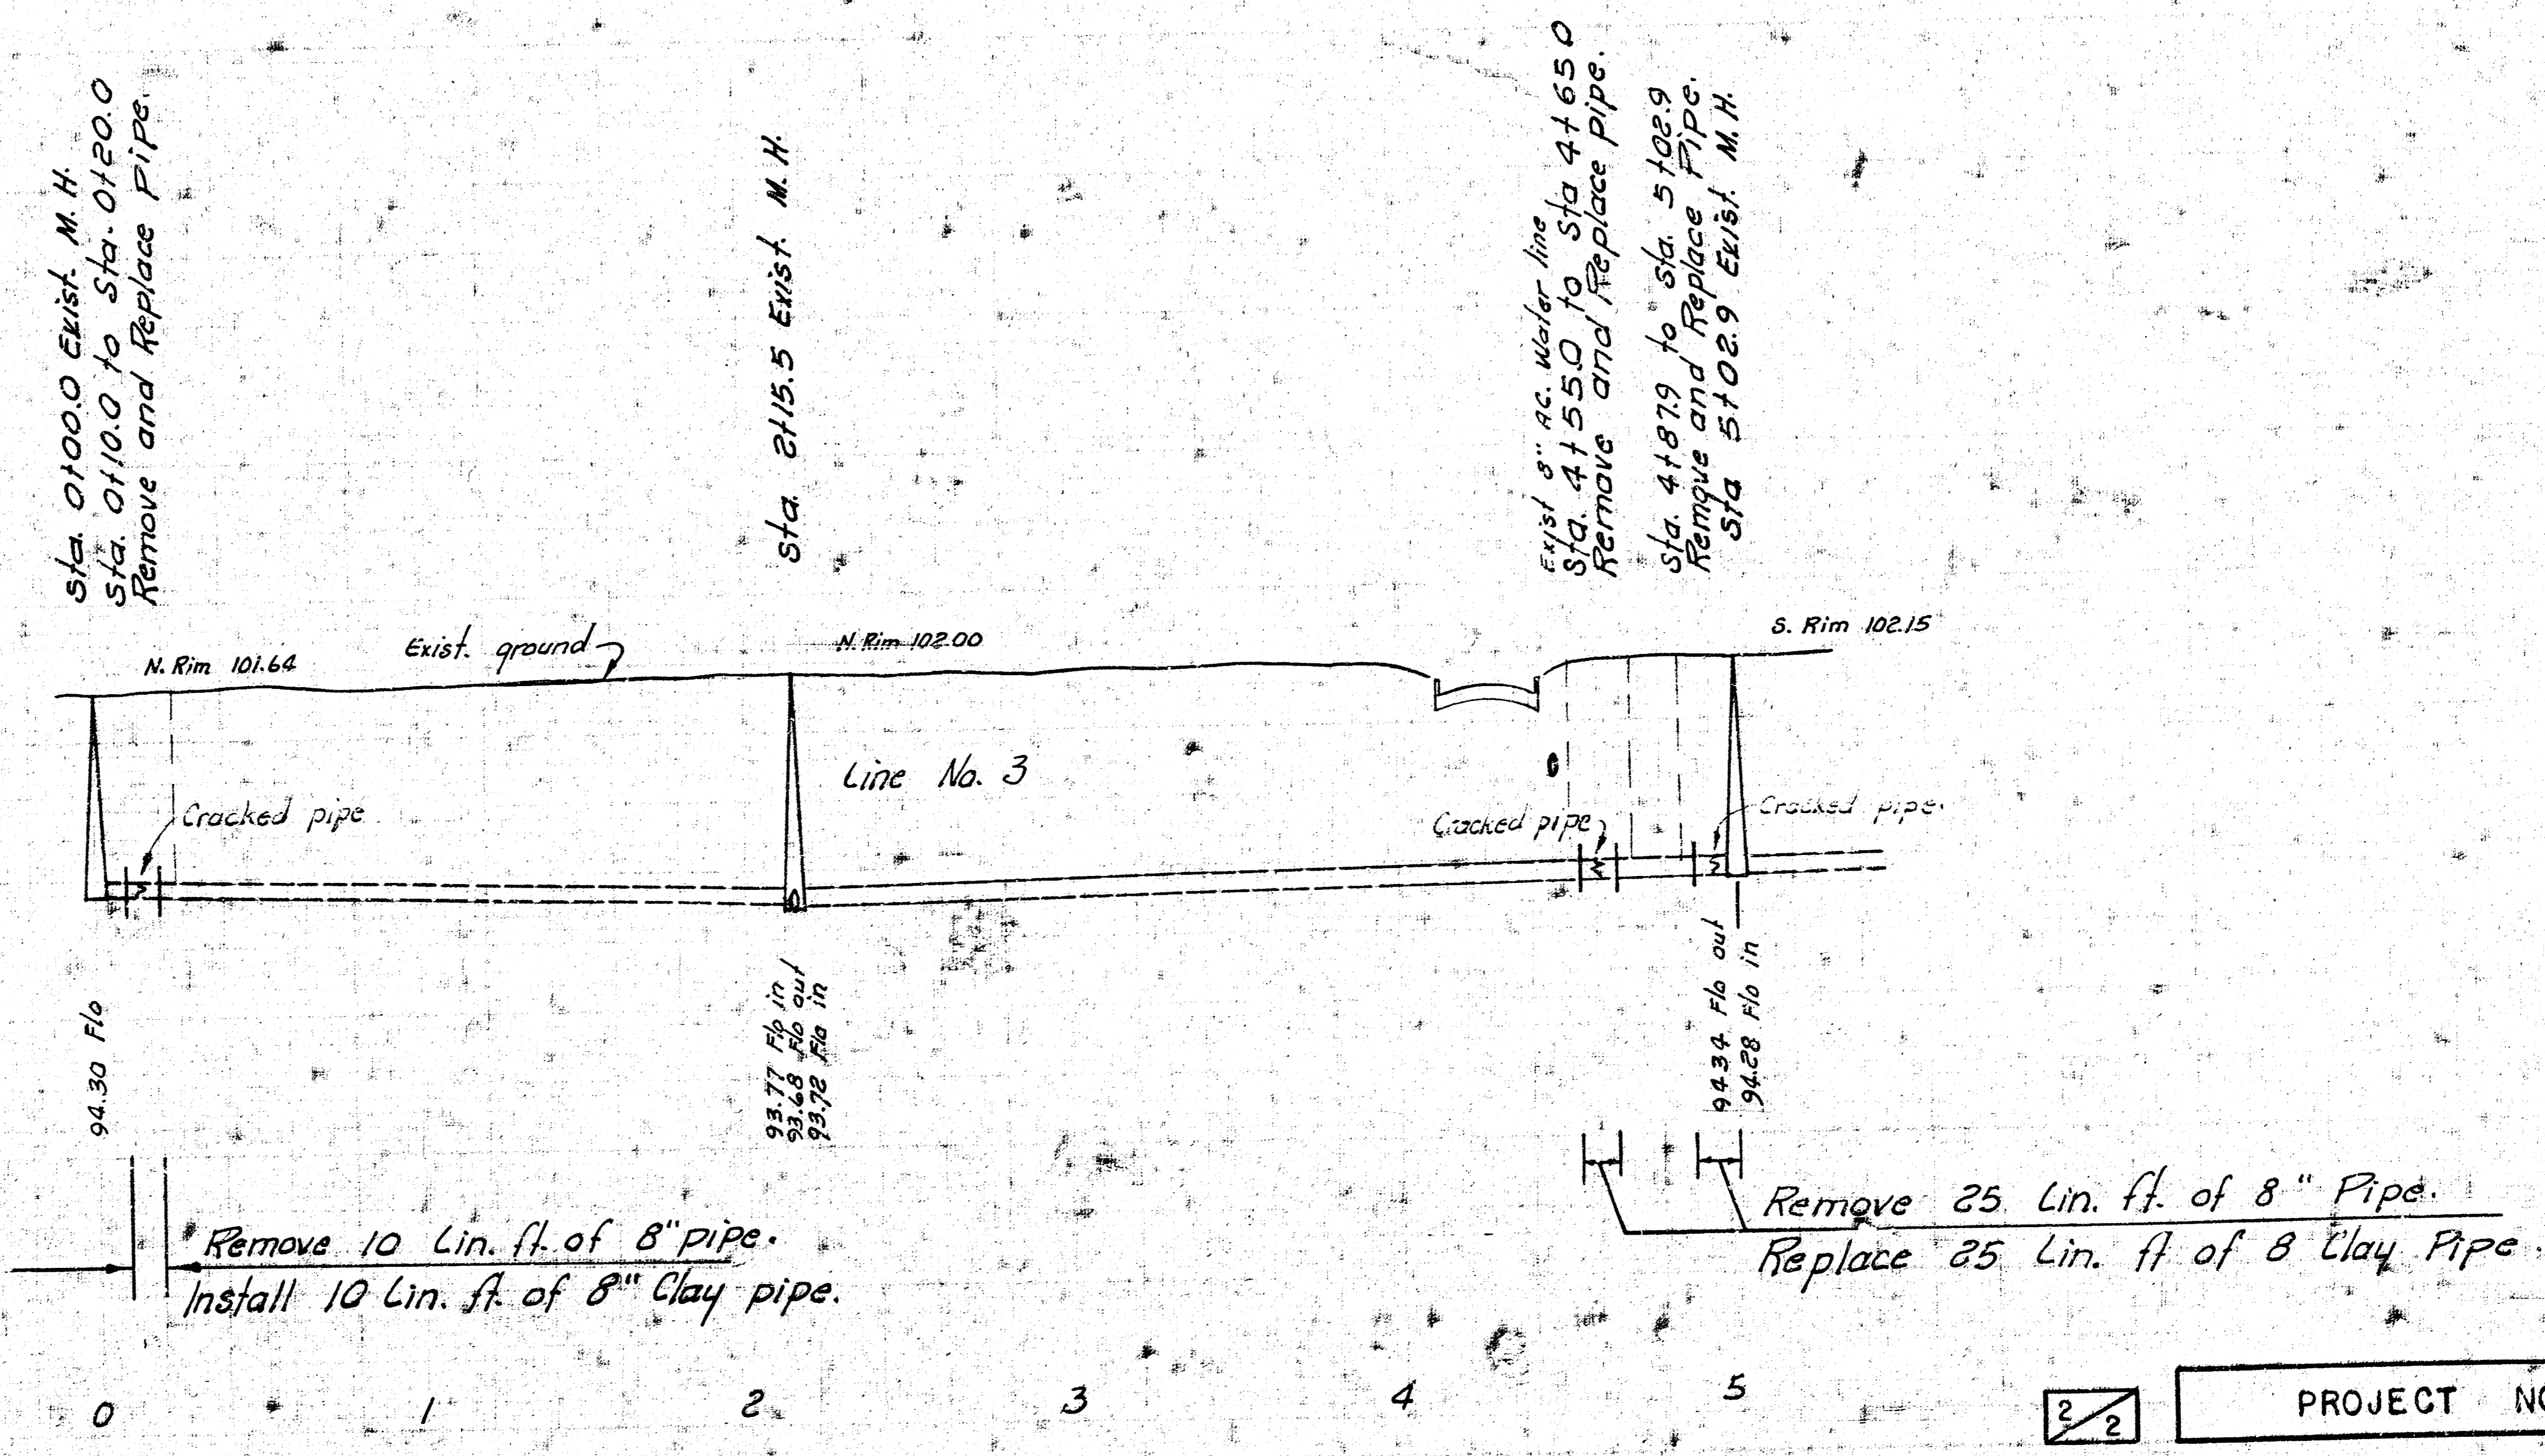 Sta. 0+00.0 Exist. M. H.
Sta. 0+10.0 to Sta. 0+20.0
Remove and Replace Pipe.
Sta. 2+15.5 Exist. M. H.
Exist 8" A.C. Water line
Sta. 4+55.0 to Sta 4+65 0
Remove and Replace Pipe.
Sta. 4+87.9 to Sta. 5+02.9
Remove and Replace Pipe.
Sta 5+02.9 Exist. M. H.
N. Rim 101.64
Exist. ground
N. Rim 102.00
S. Rim 102.15
Line No. 3
Cracked pipe
Cracked pipe
Cracked pipe.
94.30 Flo
93.77 Flo in
93.68 Flo out
93.72 Flo in
94 34 Flo out
94.28 Flo in
Remove 10 Lin. ft. of 8" pipe.
Install 10 Lin. ft. of 8" Clay pipe.
Remove 25 Lin. ft. of 8" Pipe.
Replace 25 Lin. ft of 8 Clay Pipe.
0 1 2 3 4 5
2/2
PROJECT NO